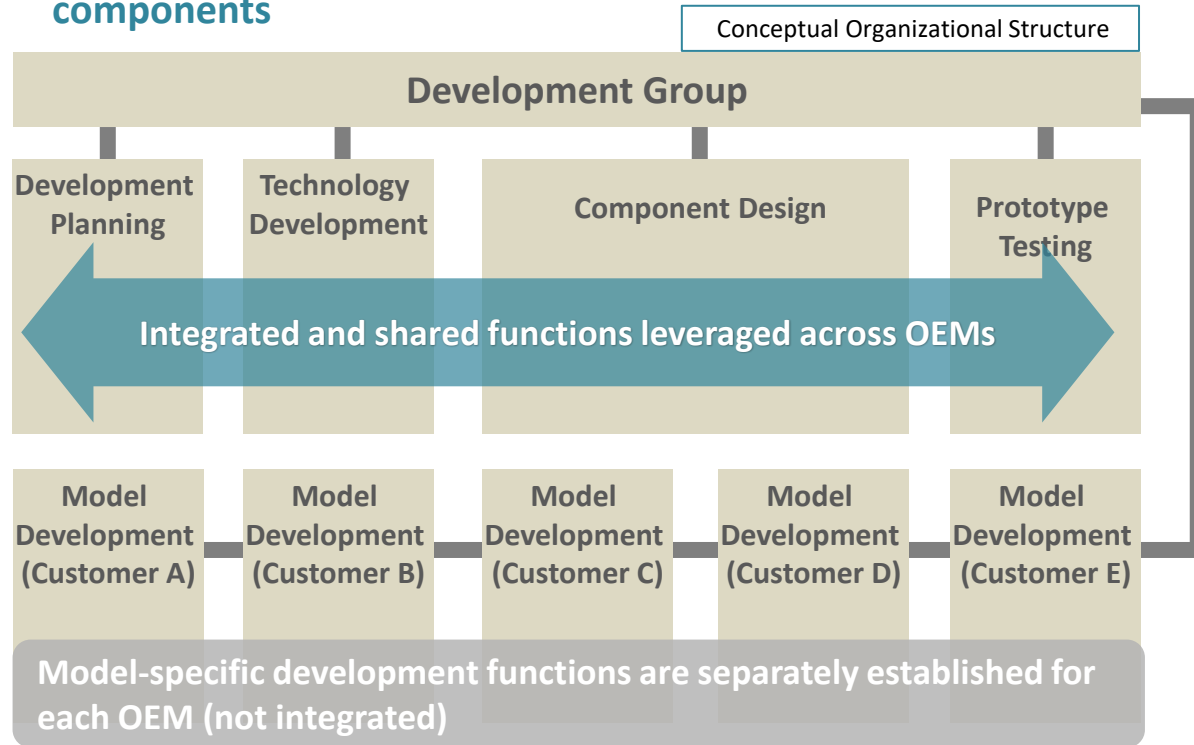 components
Conceptual Organizational Structure
Development Group
Development
Planning
Technology
Development
Component Design
Prototype
Testing
Integrated and shared functions leveraged across OEMs
Model
Development
(Customer A)
Model
Development
(Customer B)
Model
Development
(Customer C)
Model
Development
(Customer D)
Model
Development
(Customer E)
Model-specific development functions are separately established for
each OEM (not integrated)